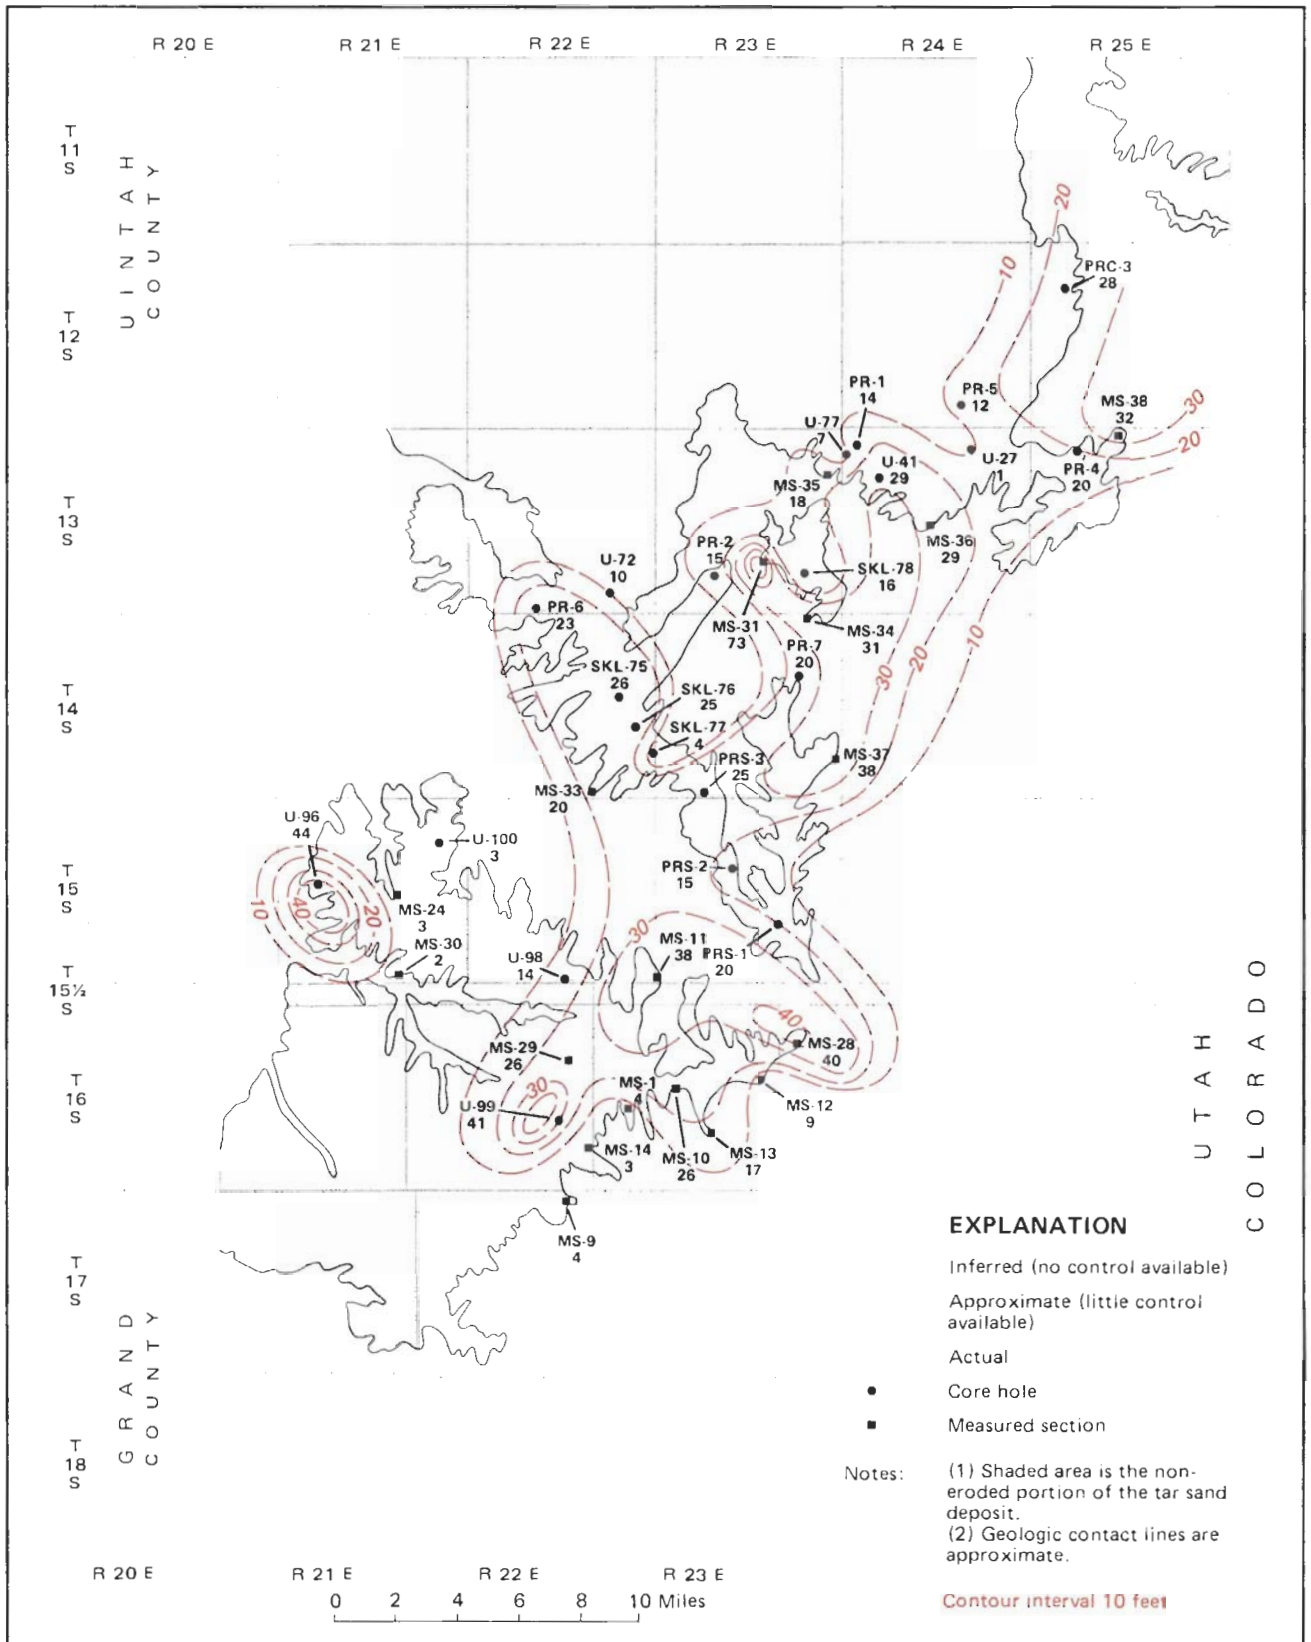 R 20 E R 21 E R 22 E R 23 E R 24 E R 25 E
T
11
S
UINTAH
COUNTY
20
10
PRC-3
28
T
12
S
PR-1
14
PR-5
12
MS-38
32
30
U-77
7
20
U-41
29
U-27
1
PR-4
20
MS-35
18
T
13
S
MS-36
29
PR-2
15
U-72
10
SKL-78
16
PR-6
23
MS-31
73
MS-34
31
10
PR-7
20
20
30
SKL-75
26
SKL-76
25
T
14
S
SKL-77
4
PRS-3
25
MS-37
38
MS-33
20
U-96
44
U-100
3
PRS-2
15
T
15
S
10
40
20
MS-24
3
30
MS-11
38
PRS-1
20
MS-30
2
U-98
14
T
15½
S
40
MS-28
40
MS-29
26
T
16
S
30
MS-1
4
U-99
41
MS-12
9
MS-14
3
MS-10
26
MS-13
17
UTAH
COLORADO
MS-9
4
T
17
S
GRAND
COUNTY
T
18
S
EXPLANATION
Inferred (no control available)
Approximate (little control
available)
Actual
Core hole
Measured section
Notes: (1) Shaded area is the non-
eroded portion of the tar sand
deposit.
(2) Geologic contact lines are
approximate.
Contour interval 10 feet
R 20 E R 21 E R 22 E R 23 E
0 2 4 6 8 10 Miles